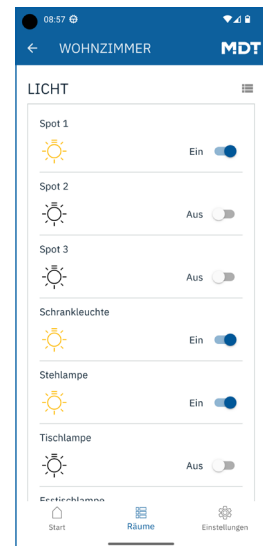 08:57
WOHNZIMMER MDT
LICHT
Spot 1
Ein
Spot 2
Aus
Spot 3
Aus
Schrankleuchte
Ein
Stehlampe
Ein
Tischlampe
Aus
Esstischlampe
Start Räume Einstellungen